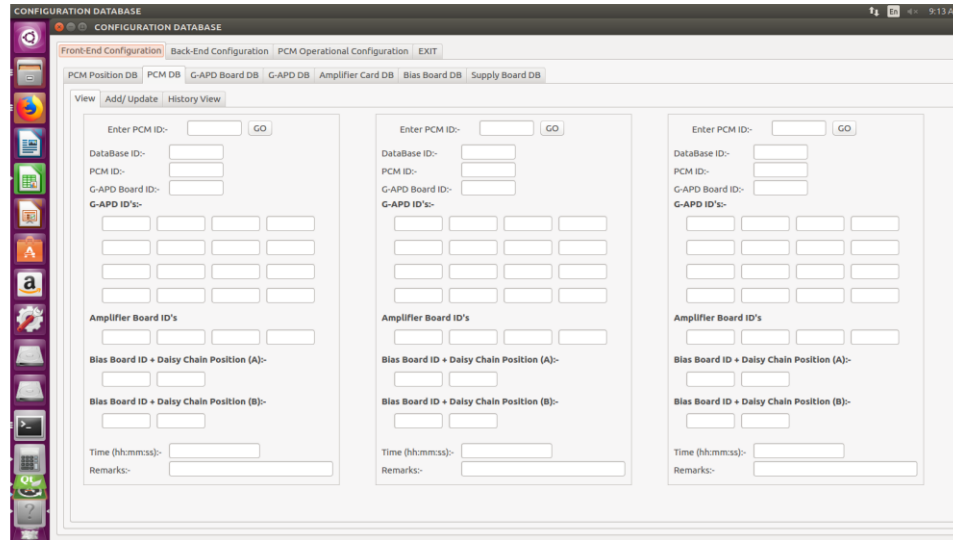 CONFIGURATION DATABASE
En
9:13 A
CONFIGURATION DATABASE
Front-End Configuration Back-End Configuration PCM Operational Configuration EXIT
PCM Position DB PCM DB G-APD Board DB G-APD DB Amplifier Card DB Bias Board DB Supply Board DB
View Add/ Update History View
Enter PCM ID:- GO Enter PCM ID:- GO Enter PCM ID:- GO
DataBase ID:- DataBase ID:- DataBase ID:-
PCM ID:- PCM ID:- PCM ID:-
G-APD Board ID:- G-APD Board ID:- G-APD Board ID:-
G-APD ID's:- G-APD ID's:- G-APD ID's:-
Amplifier Board ID's Amplifier Board ID's Amplifier Board ID's
Bias Board ID + Daisy Chain Position (A):- Bias Board ID + Daisy Chain Position (A):- Bias Board ID + Daisy Chain Position (A):-
Bias Board ID + Daisy Chain Position (B):- Bias Board ID + Daisy Chain Position (B):- Bias Board ID + Daisy Chain Position (B):-
Time (hh:mm:ss):- Time (hh:mm:ss):- Time (hh:mm:ss):-
Remarks:- Remarks:- Remarks:-